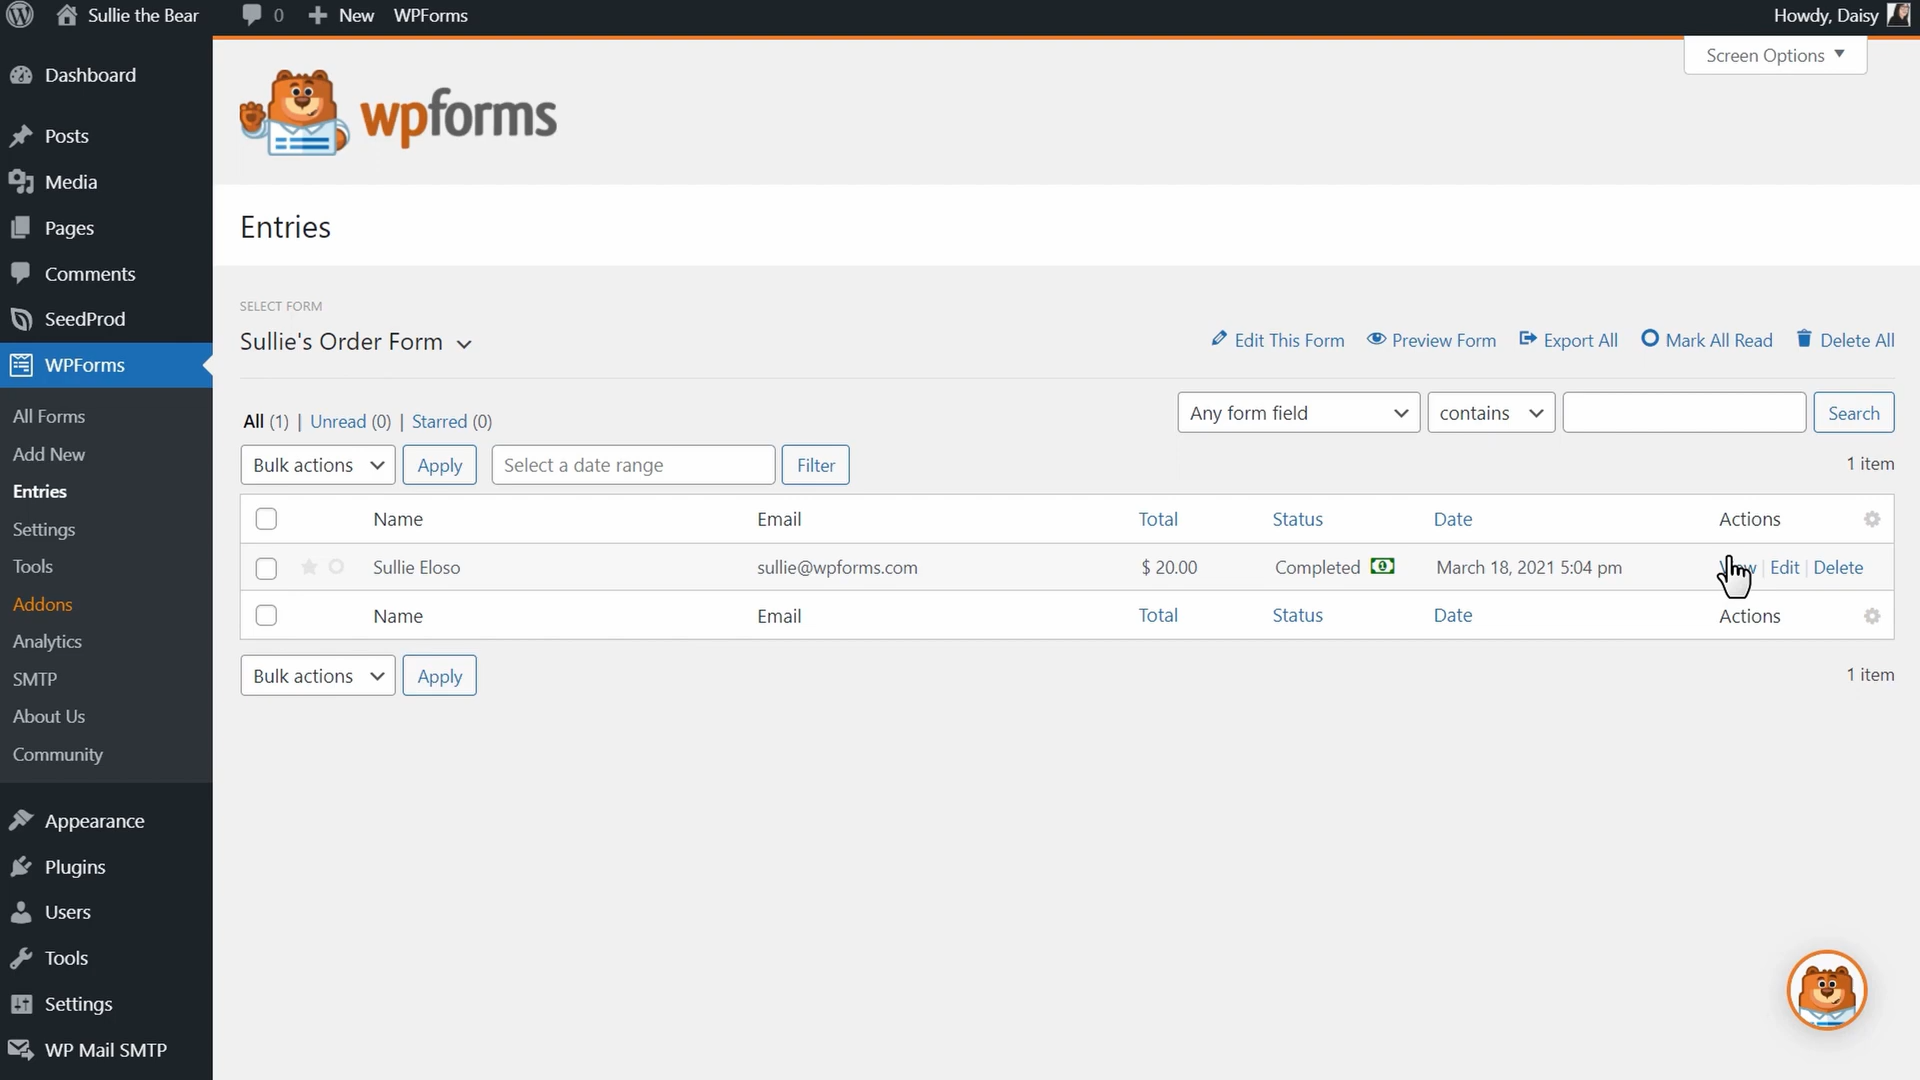 Sullie the Bear 0 New WPForms Howdy, Daisy
Screen Options
wpforms
Dashboard
Posts
Media
Pages
Comments
SeedProd
WPForms
All Forms
Add New
Entries
Settings
Tools
Addons
Analytics
SMTP
About Us
Community
Appearance
Plugins
Users
Tools
Settings
WP Mail SMTP
Entries
SELECT FORM
Sullie's Order Form
Edit This Form Preview Form Export All Mark All Read Delete All
All (1) | Unread (0) | Starred (0)
Any form field contains Search
Bulk actions Apply Select a date range Filter
1 item
Name Email Total Status Date Actions
Sullie Eloso sullie@wpforms.com $ 20.00 Completed March 18, 2021 5:04 pm | Edit | Delete
Name Email Total Status Date Actions
Bulk actions Apply
1 item